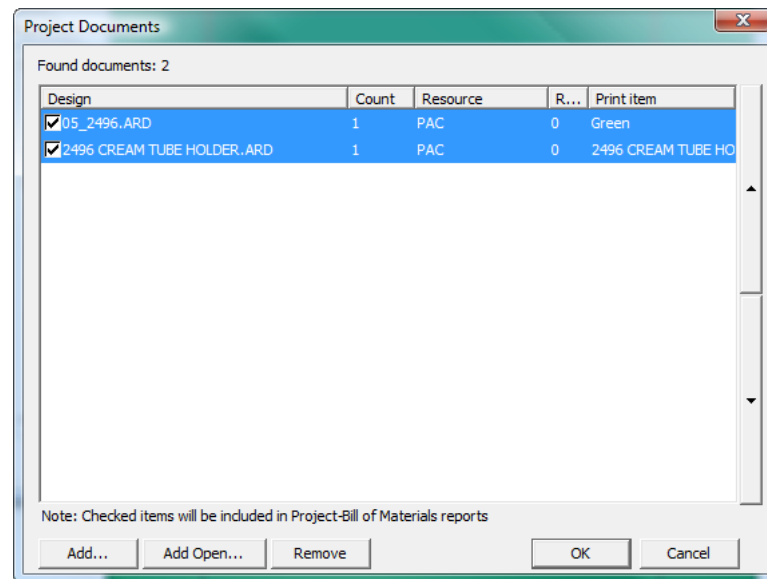 Project Documents
X
Found documents: 2
Design Count Resource R... Print item
05_2496.ARD 1 PAC 0 Green
2496 CREAM TUBE HOLDER.ARD 1 PAC 0 2496 CREAM TUBE HO
Note: Checked items will be included in Project-Bill of Materials reports
Add... Add Open... Remove OK Cancel